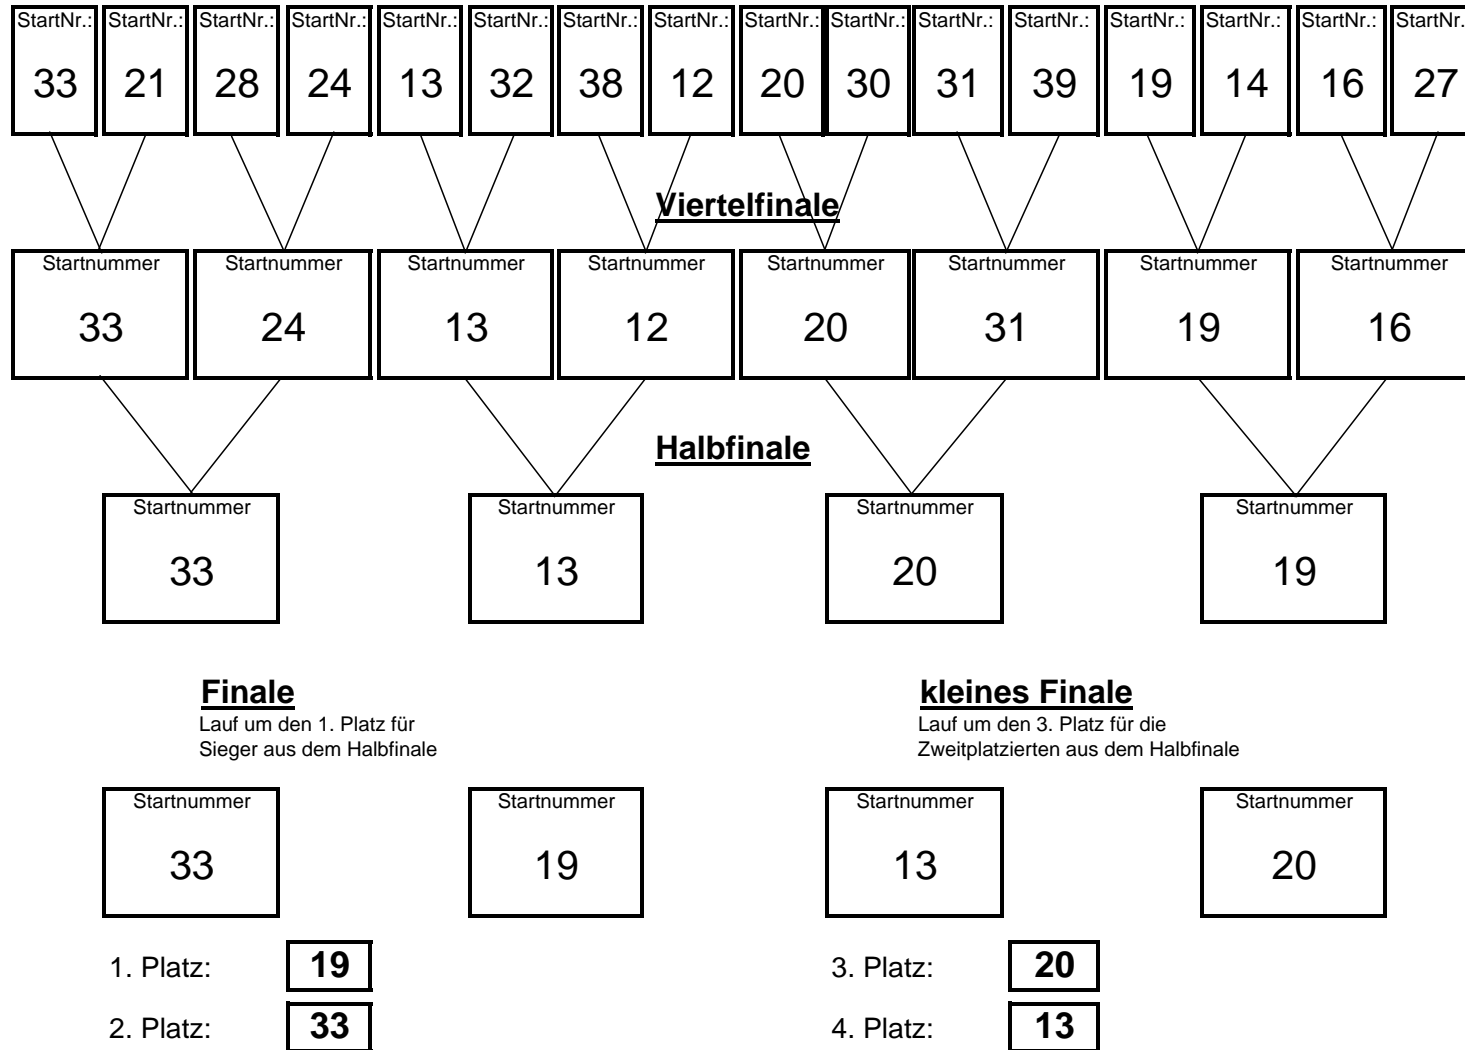 StartNr.: StartNr.: StartNr.: StartNr.: StartNr.: StartNr.: StartNr.: StartNr.: StartNr.: StartNr.: StartNr.: StartNr.: StartNr.: StartNr.: StartNr.: StartNr.
33 21 28 24 13 32 38 12 20 30 31 39 19 14 16 27
Viertelfinale
Startnummer Startnummer Startnummer Startnummer Startnummer Startnummer Startnummer Startnummer
33 24 13 12 20 31 19 16
Halbfinale
Startnummer Startnummer Startnummer Startnummer
33 13 20 19
Finale
Lauf um den 1. Platz für
Sieger aus dem Halbfinale
kleines Finale
Lauf um den 3. Platz für die
Zweitplatzierten aus dem Halbfinale
Startnummer Startnummer Startnummer Startnummer
33 19 13 20
1. Platz: 19 3. Platz: 20
2. Platz: 33 4. Platz: 13